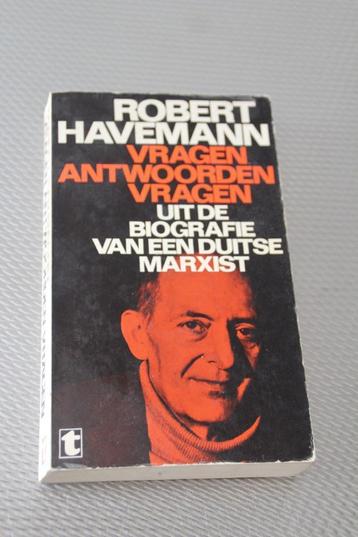 ROBERT
HAVEMANN
VRAGEN
ANTWOORDEN
VRAGEN
UIT DE
BIOGRAFIE
VAN EEN DUITSE
MARXIST
t